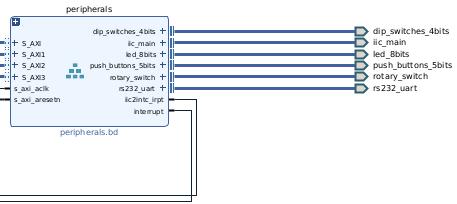 peripherals
dip_switches_4bits dip_switches_4bits
S_AXI iic_main iic_main
S_AXI1 led_8bits led_8bits
S_AXI2 push_buttons_5bits push_buttons_5bits
S_AXI3 rotary_switch rotary_switch
s_axi_aclk rs232_uart rs232_uart
s_axi_aresetn iic2intc_irpt
interrupt
peripherals.bd